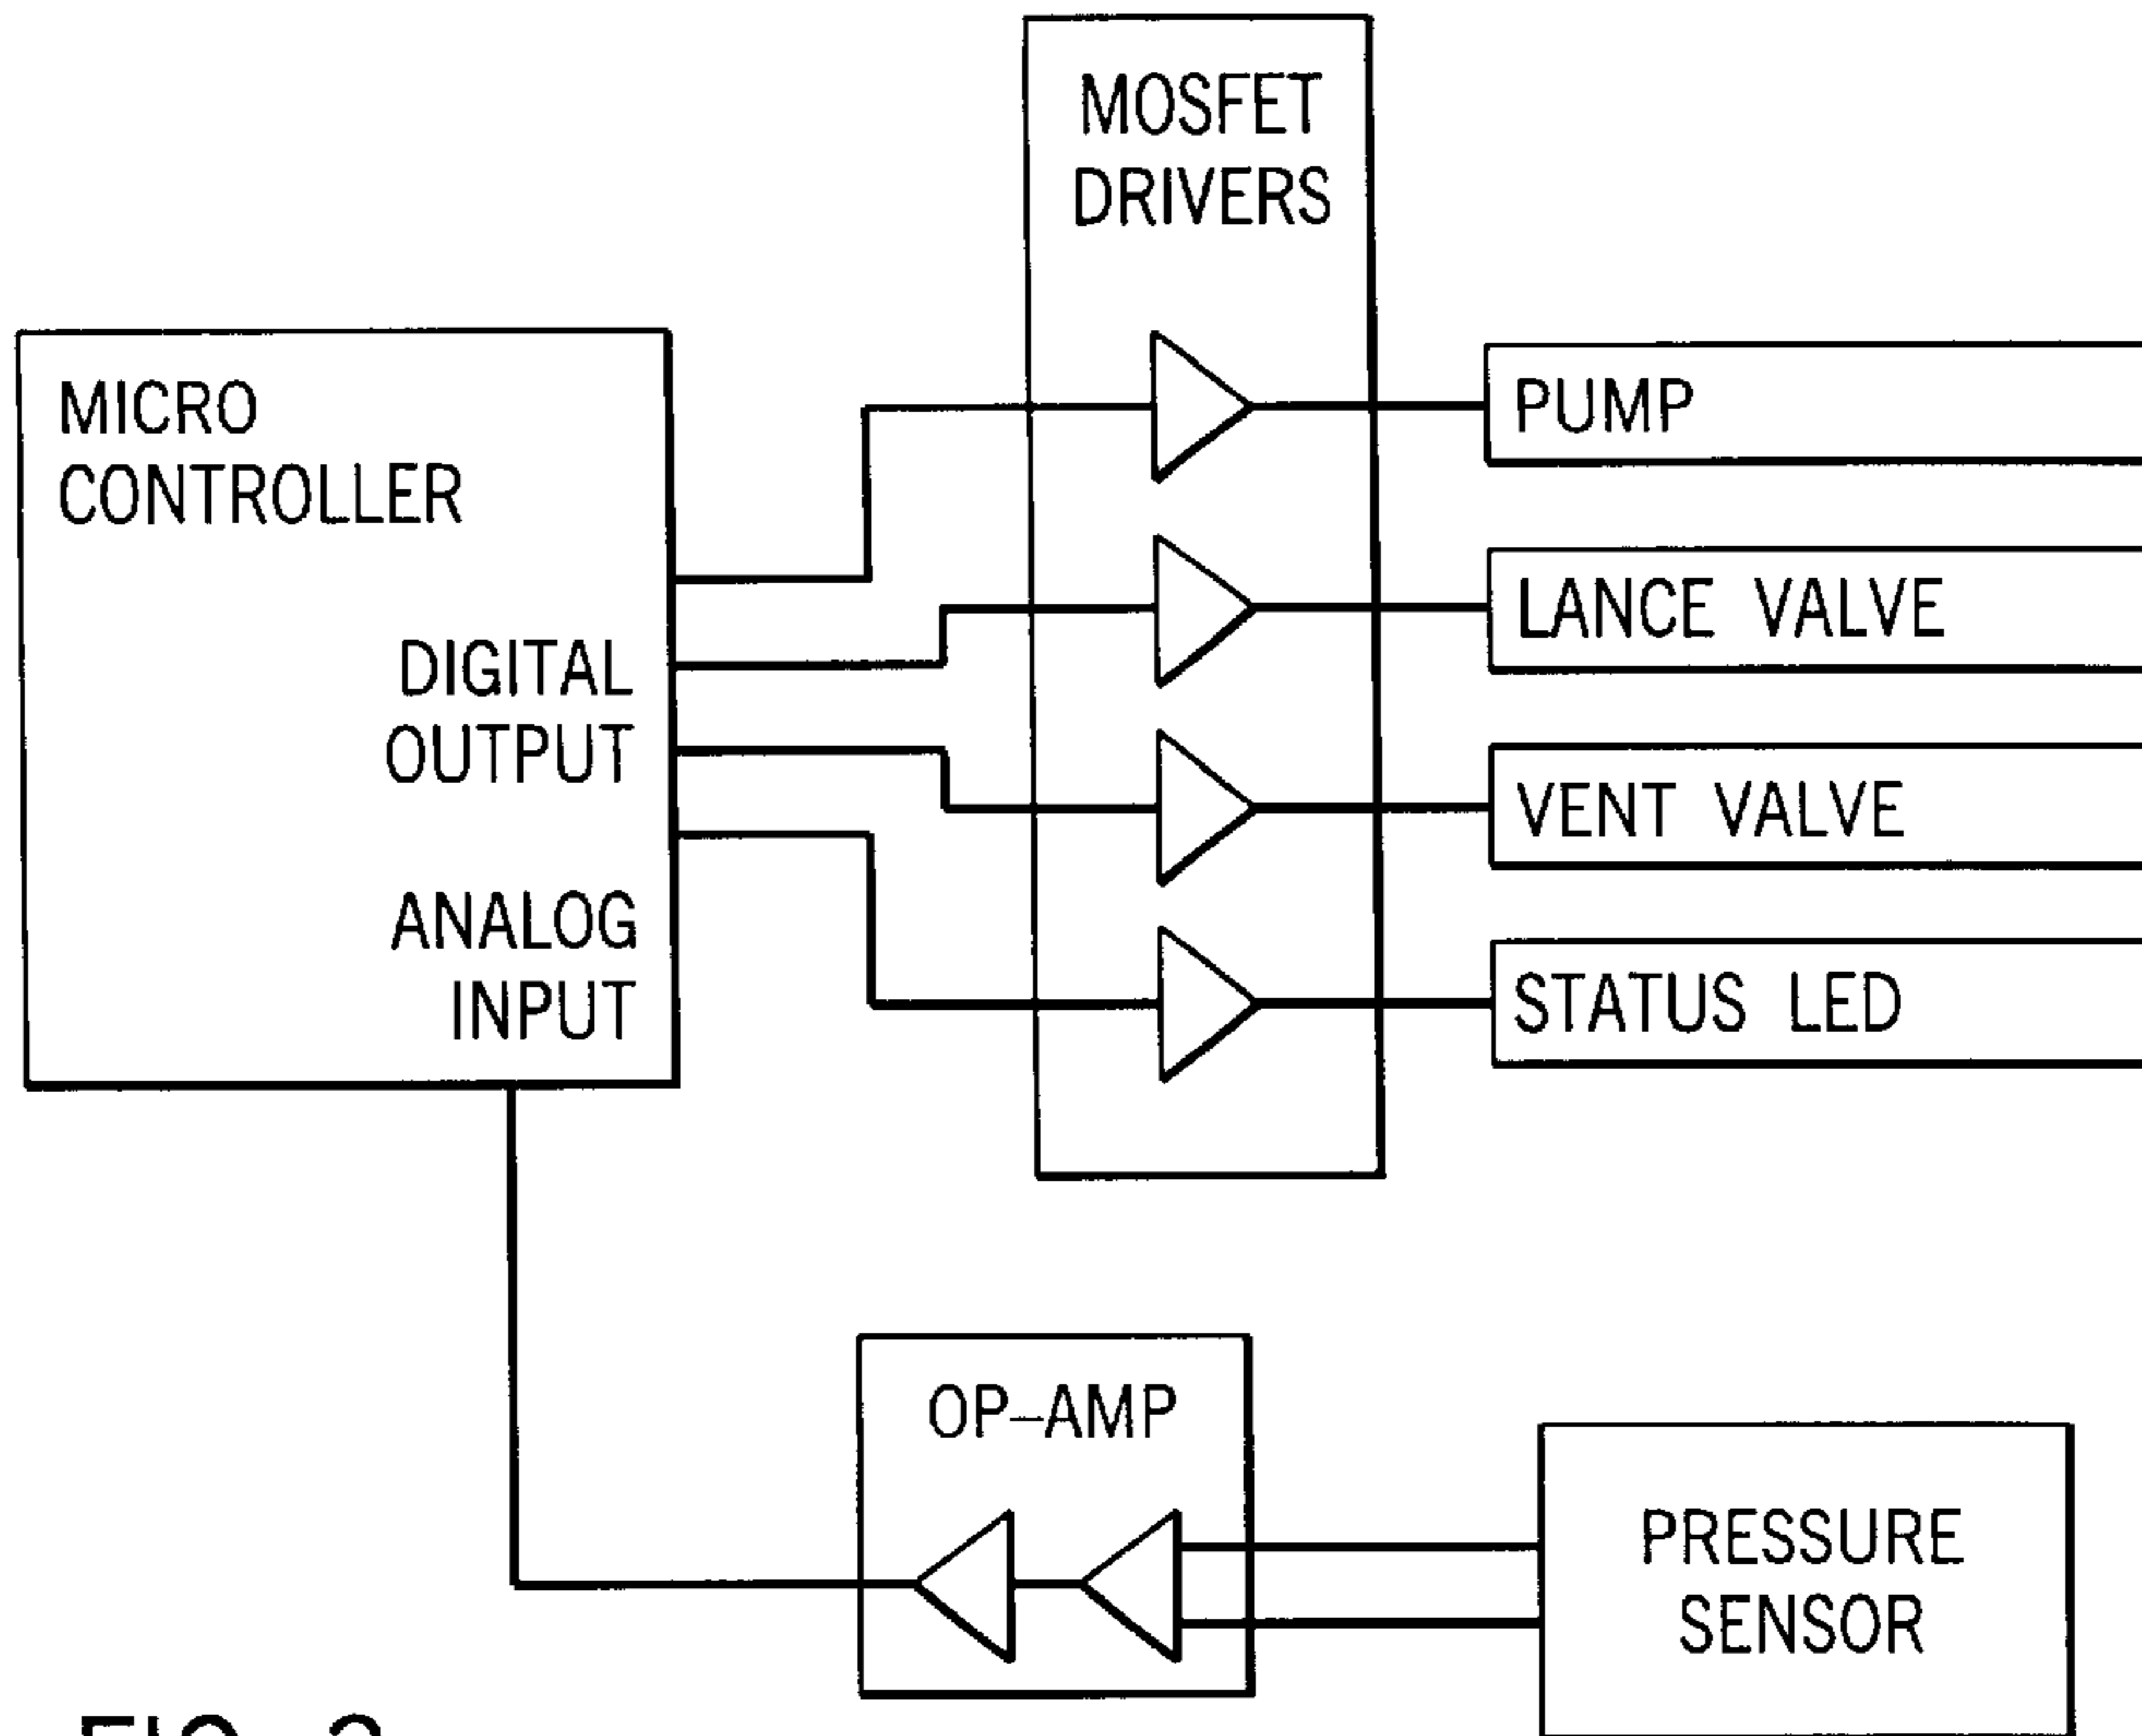 MOSFET
DRIVERS
MICRO
CONTROLLER
DIGITAL
OUTPUT
ANALOG
INPUT
PUMP
LANCE VALVE
VENT VALVE
STATUS LED
OP–AMP
PRESSURE
SENSOR